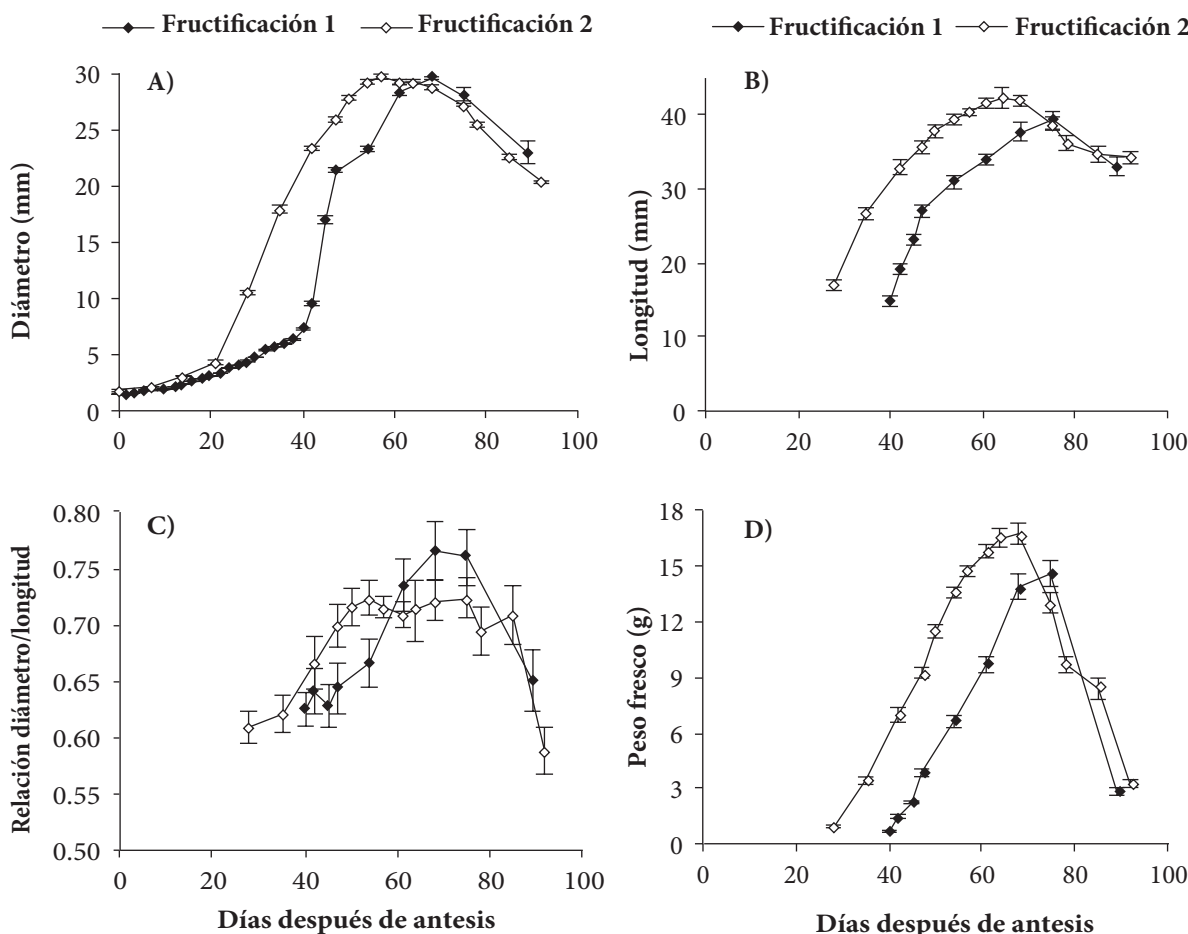 Fructificación 1 Fructificación 2
Fructificación 1 Fructificación 2
A)
Diámetro (mm)
30
25
20
15
10
5
0
0 20 40 60 80 100
B)
Longitud (mm)
40
30
20
10
0
0 20 40 60 80 100
C)
Relación diámetro/longitud
0.80
0.75
0.70
0.65
0.60
0.55
0.50
0 20 40 60 80 100
Días después de antesis
D)
Peso fresco (g)
18
15
12
9
6
3
0
0 20 40 60 80 100
Días después de antesis